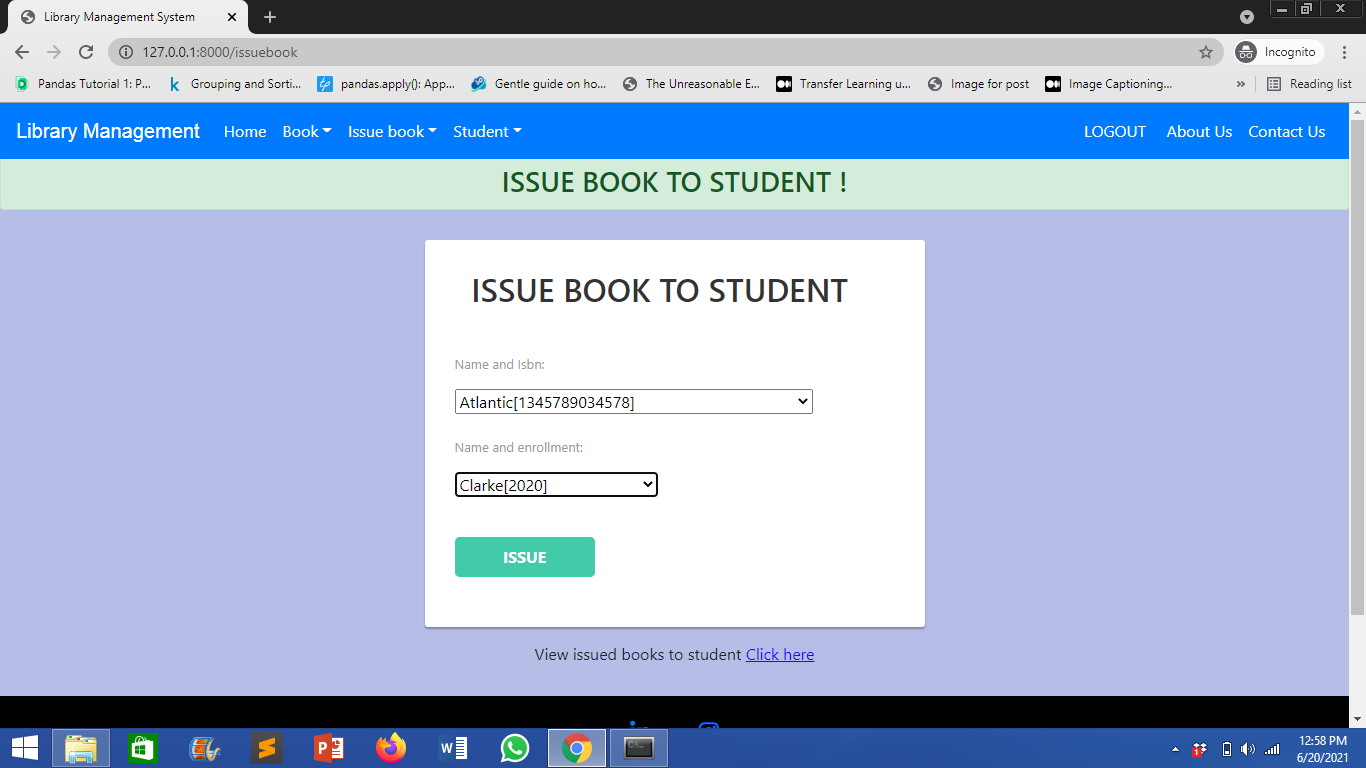 Library Management System
127.0.0.1:8000/issuebook
Incognito
Pandas Tutorial 1: P...
Grouping and Sorti...
pandas.apply(): App...
Gentle guide on ho...
The Unreasonable E...
Transfer Learning u...
Image for post
Image Captioning...
»
Reading list
Library Management
Home
Book
Issue book
Student
LOGOUT
About Us
Contact Us
ISSUE BOOK TO STUDENT !
ISSUE BOOK TO STUDENT
Name and Isbn:
Atlantic[1345789034578]
Name and enrollment:
Clarke[2020]
ISSUE
View issued books to student Click here
12:58 PM
6/20/2021